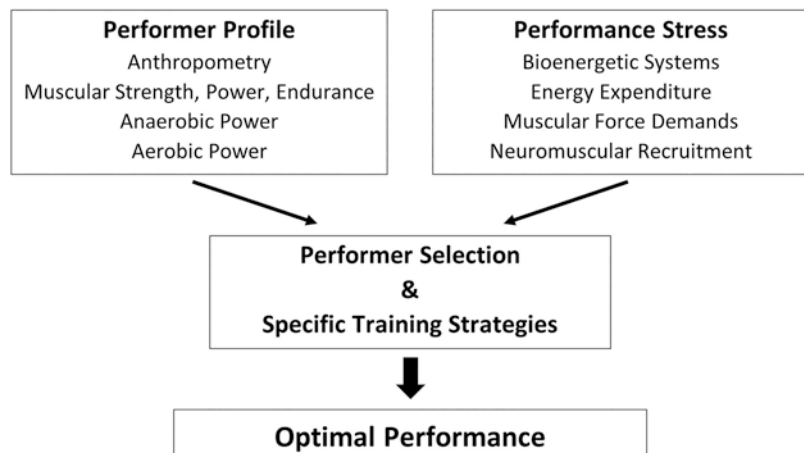 Performer Profile
Anthropometry
Muscular Strength, Power, Endurance
Anaerobic Power
Aerobic Power
Performance Stress
Bioenergetic Systems
Energy Expenditure
Muscular Force Demands
Neuromuscular Recruitment
Performer Selection
&
Specific Training Strategies
Optimal Performance